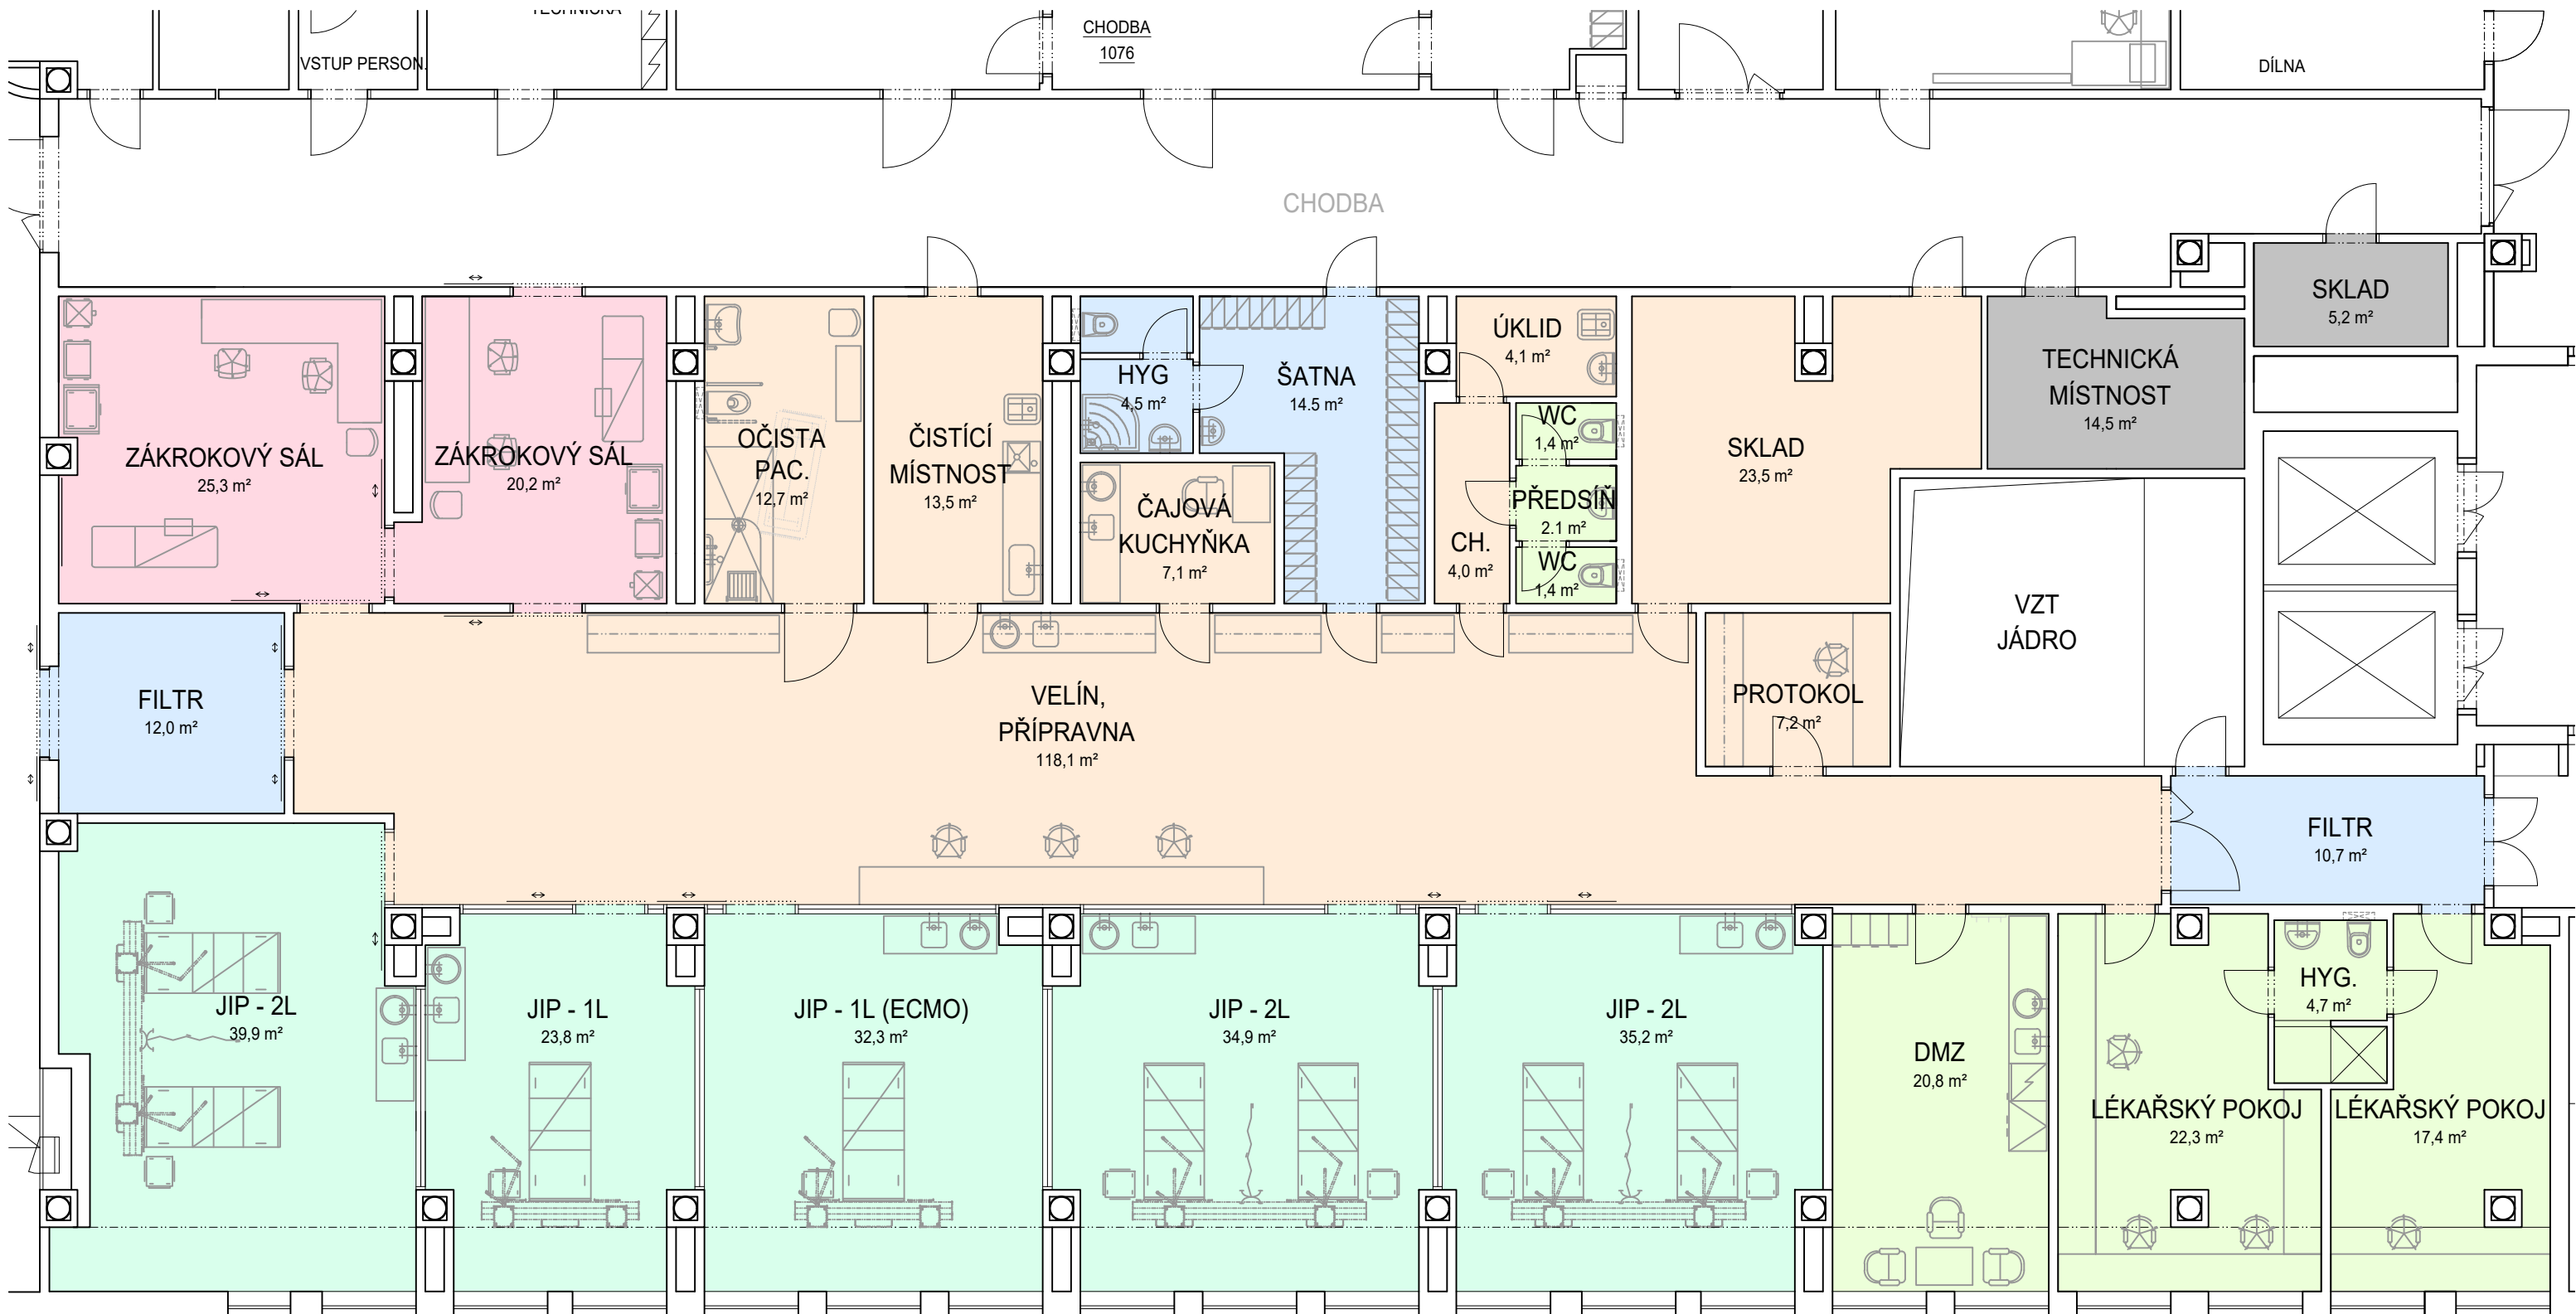 TECHNICKÁ
VSTUP PERSON.
CHODBA
1076
DÍLNA
CHODBA
SKLAD
5,2 m²
ZÁKROKOVÝ SÁL
25,3 m²
ZÁKROKOVÝ SÁL
20,2 m²
OČISTA
PAC.
12,7 m²
ČISTÍCÍ
MÍSTNOST
13,5 m²
HYG
4,5 m²
ŠATNA
14.5 m²
ČAJOVÁ
KUCHYŇKA
7,1 m²
ÚKLID
4,1 m²
WC
1,4 m²
PŘEDSÍŇ
2.1 m²
WC
1,4 m²
CH.
4,0 m²
SKLAD
23,5 m²
TECHNICKÁ
MÍSTNOST
14,5 m²
VZT
JÁDRO
FILTR
12,0 m²
VELÍN,
PŘÍPRAVNA
118,1 m²
PROTOKOL
7,2 m²
FILTR
10,7 m²
JIP - 2L
39,9 m²
JIP - 1L
23,8 m²
JIP - 1L (ECMO)
32,3 m²
JIP - 2L
34,9 m²
JIP - 2L
35,2 m²
DMZ
20,8 m²
HYG.
4,7 m²
LÉKAŘSKÝ POKOJ
22,3 m²
LÉKAŘSKÝ POKOJ
17,4 m²